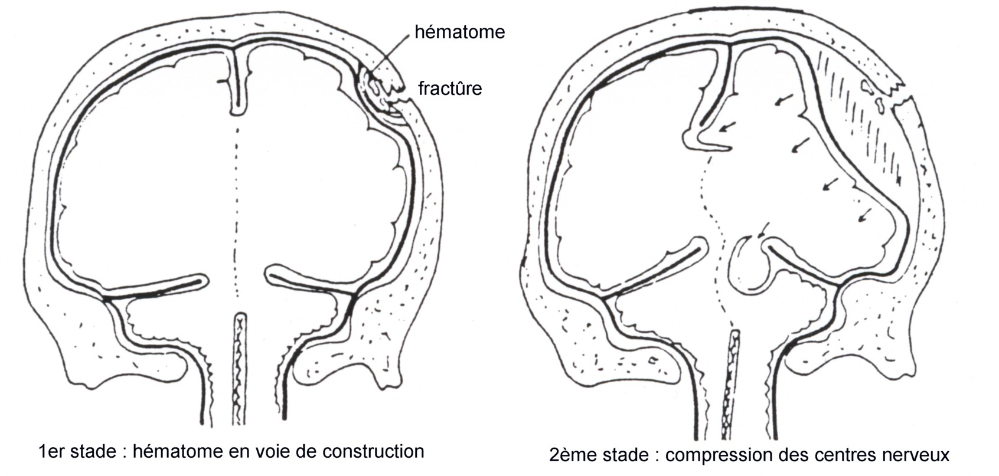 hématome
fractûre
1er stade : hématome en voie de construction
2ème stade : compression des centres nerveux